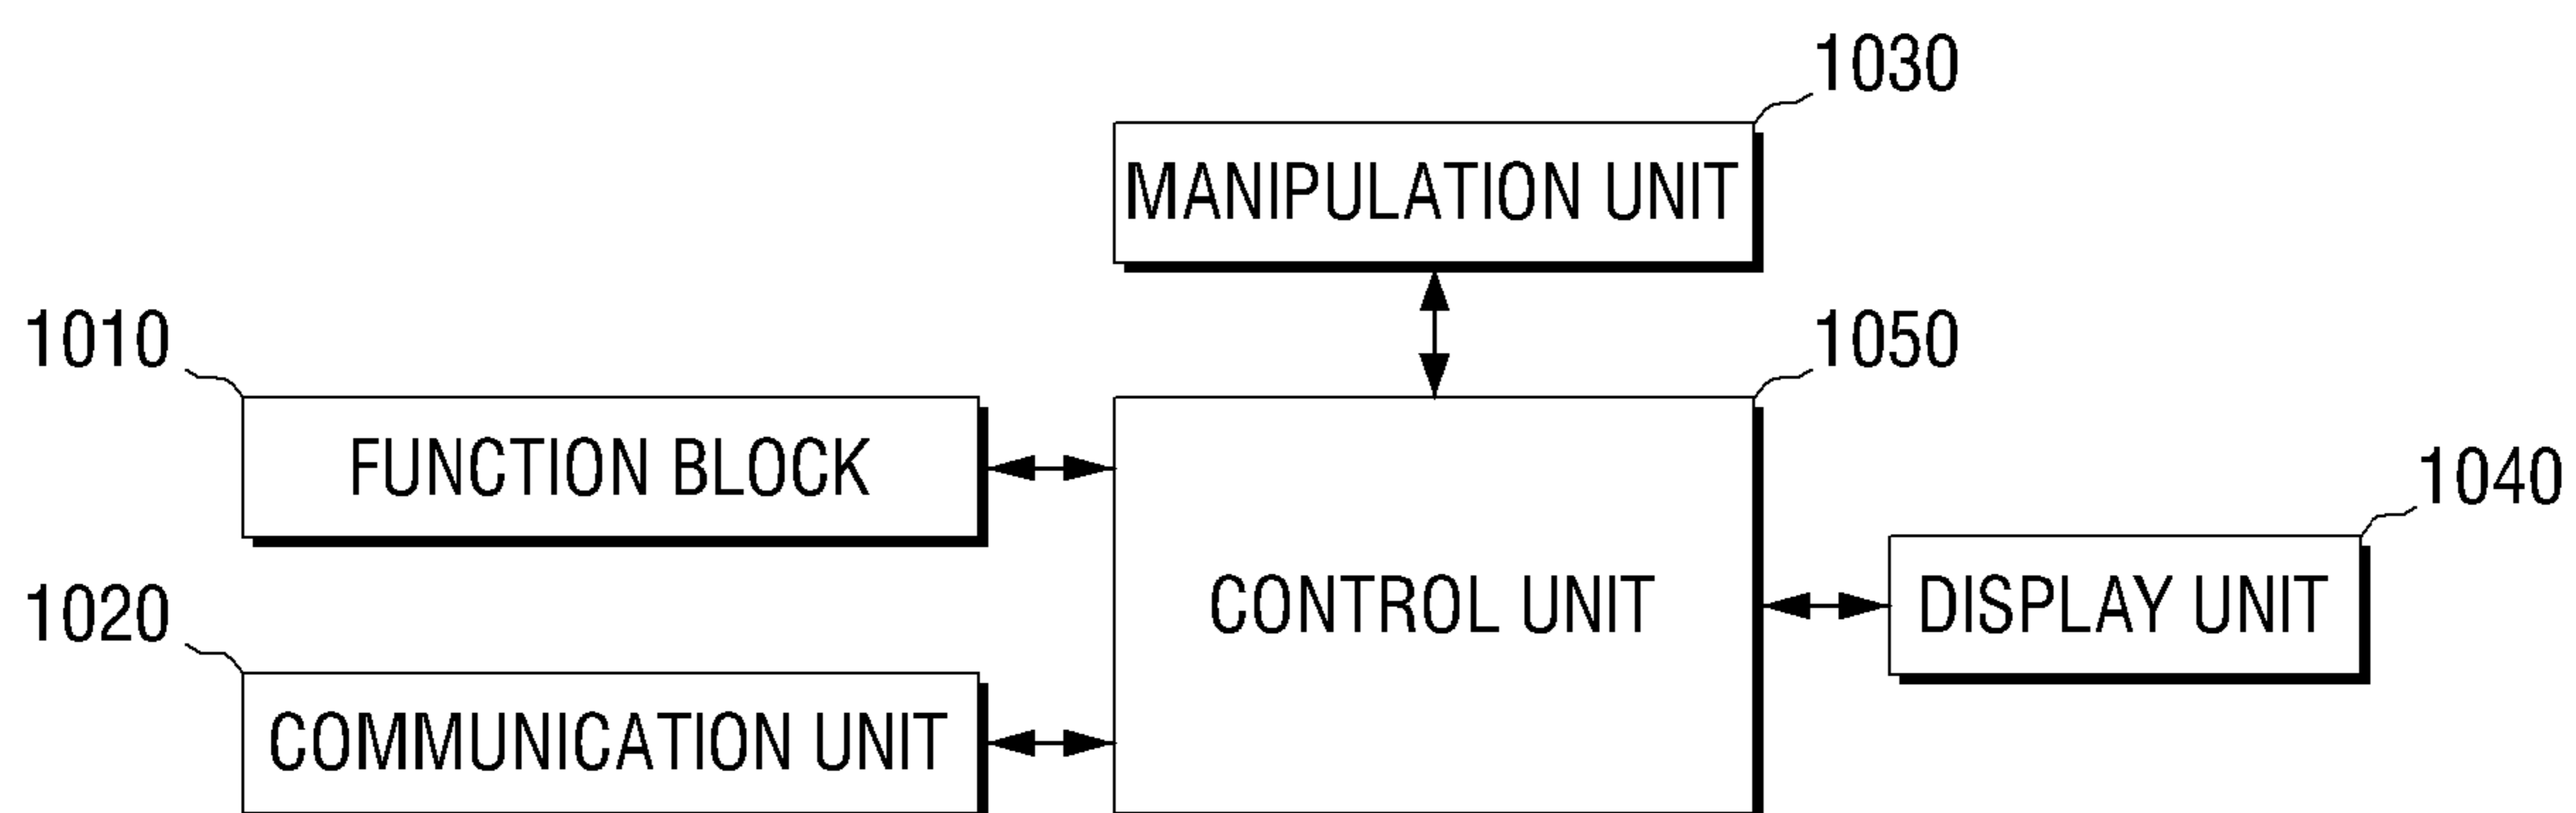 1030
MANIPULATION UNIT
1010
1050
FUNCTION BLOCK
1040
1020
CONTROL UNIT
DISPLAY UNIT
COMMUNICATION UNIT